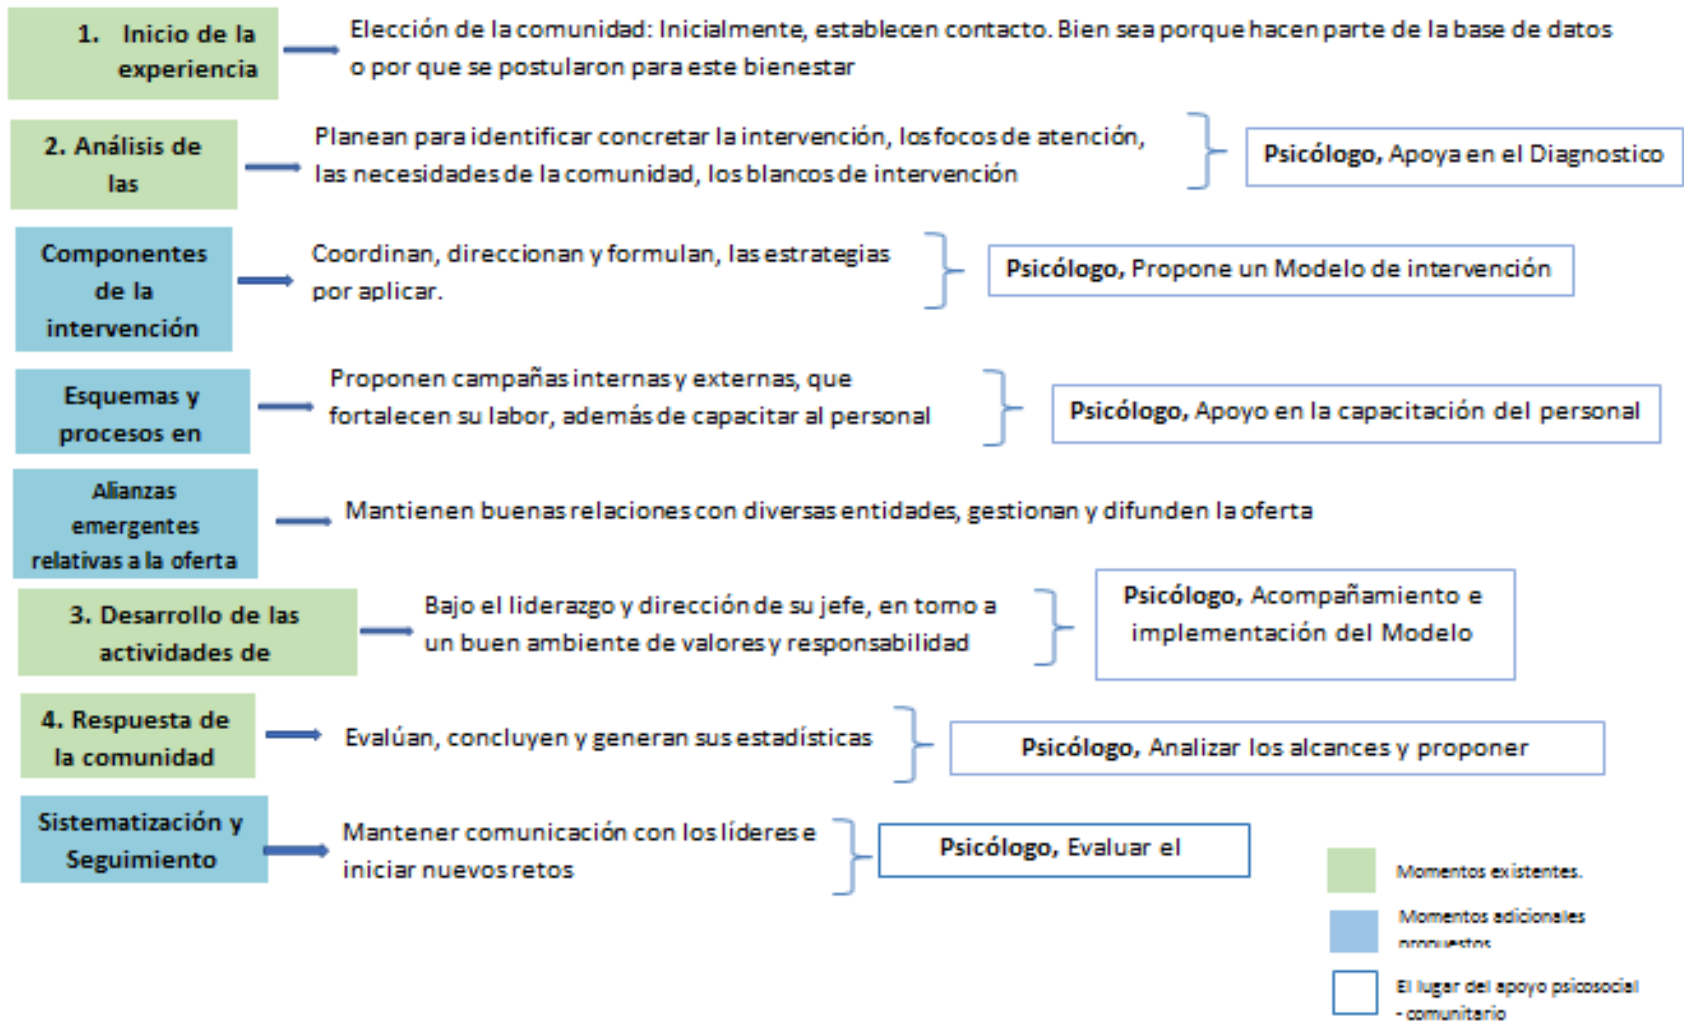 1. Inicio de la
experiencia
Elección de la comunidad: Inicialmente, establecen contacto. Bien sea porque hacen parte de la base de datos
o por que se postularon para este bienestar
2. Análisis de
las
Planean para identificar concretar la intervención, los focos de atención,
las necesidades de la comunidad, los blancos de intervención
Psicólogo, Apoya en el Diagnostico
Componentes
de la
intervención
Coordinan, direccionan y formulan, las estrategias
por aplicar.
Psicólogo, Propone un Modelo de intervención
Esquemas y
procesos en
Proponen campañas internas y externas, que
fortalecen su labor, además de capacitar al personal
Psicólogo, Apoyo en la capacitación del personal
Alianzas
emergentes
relativas a la oferta
Mantienen buenas relaciones con diversas entidades, gestionan y difunden la oferta
3. Desarrollo de las
actividades de
Bajo el liderazgo y dirección de su jefe, en torno a
un buen ambiente de valores y responsabilidad
Psicólogo, Acompañamiento e
implementación del Modelo
4. Respuesta de
la comunidad
Evalúan, concluyen y generan sus estadísticas
Psicólogo, Analizar los alcances y proponer
Sistematización y
Seguimiento
Mantener comunicación con los líderes e
iniciar nuevos retos
Psicólogo, Evaluar el
Momentos existentes.
Momentos adicionales
propuestos
El lugar del apoyo psicosocial
- comunitario